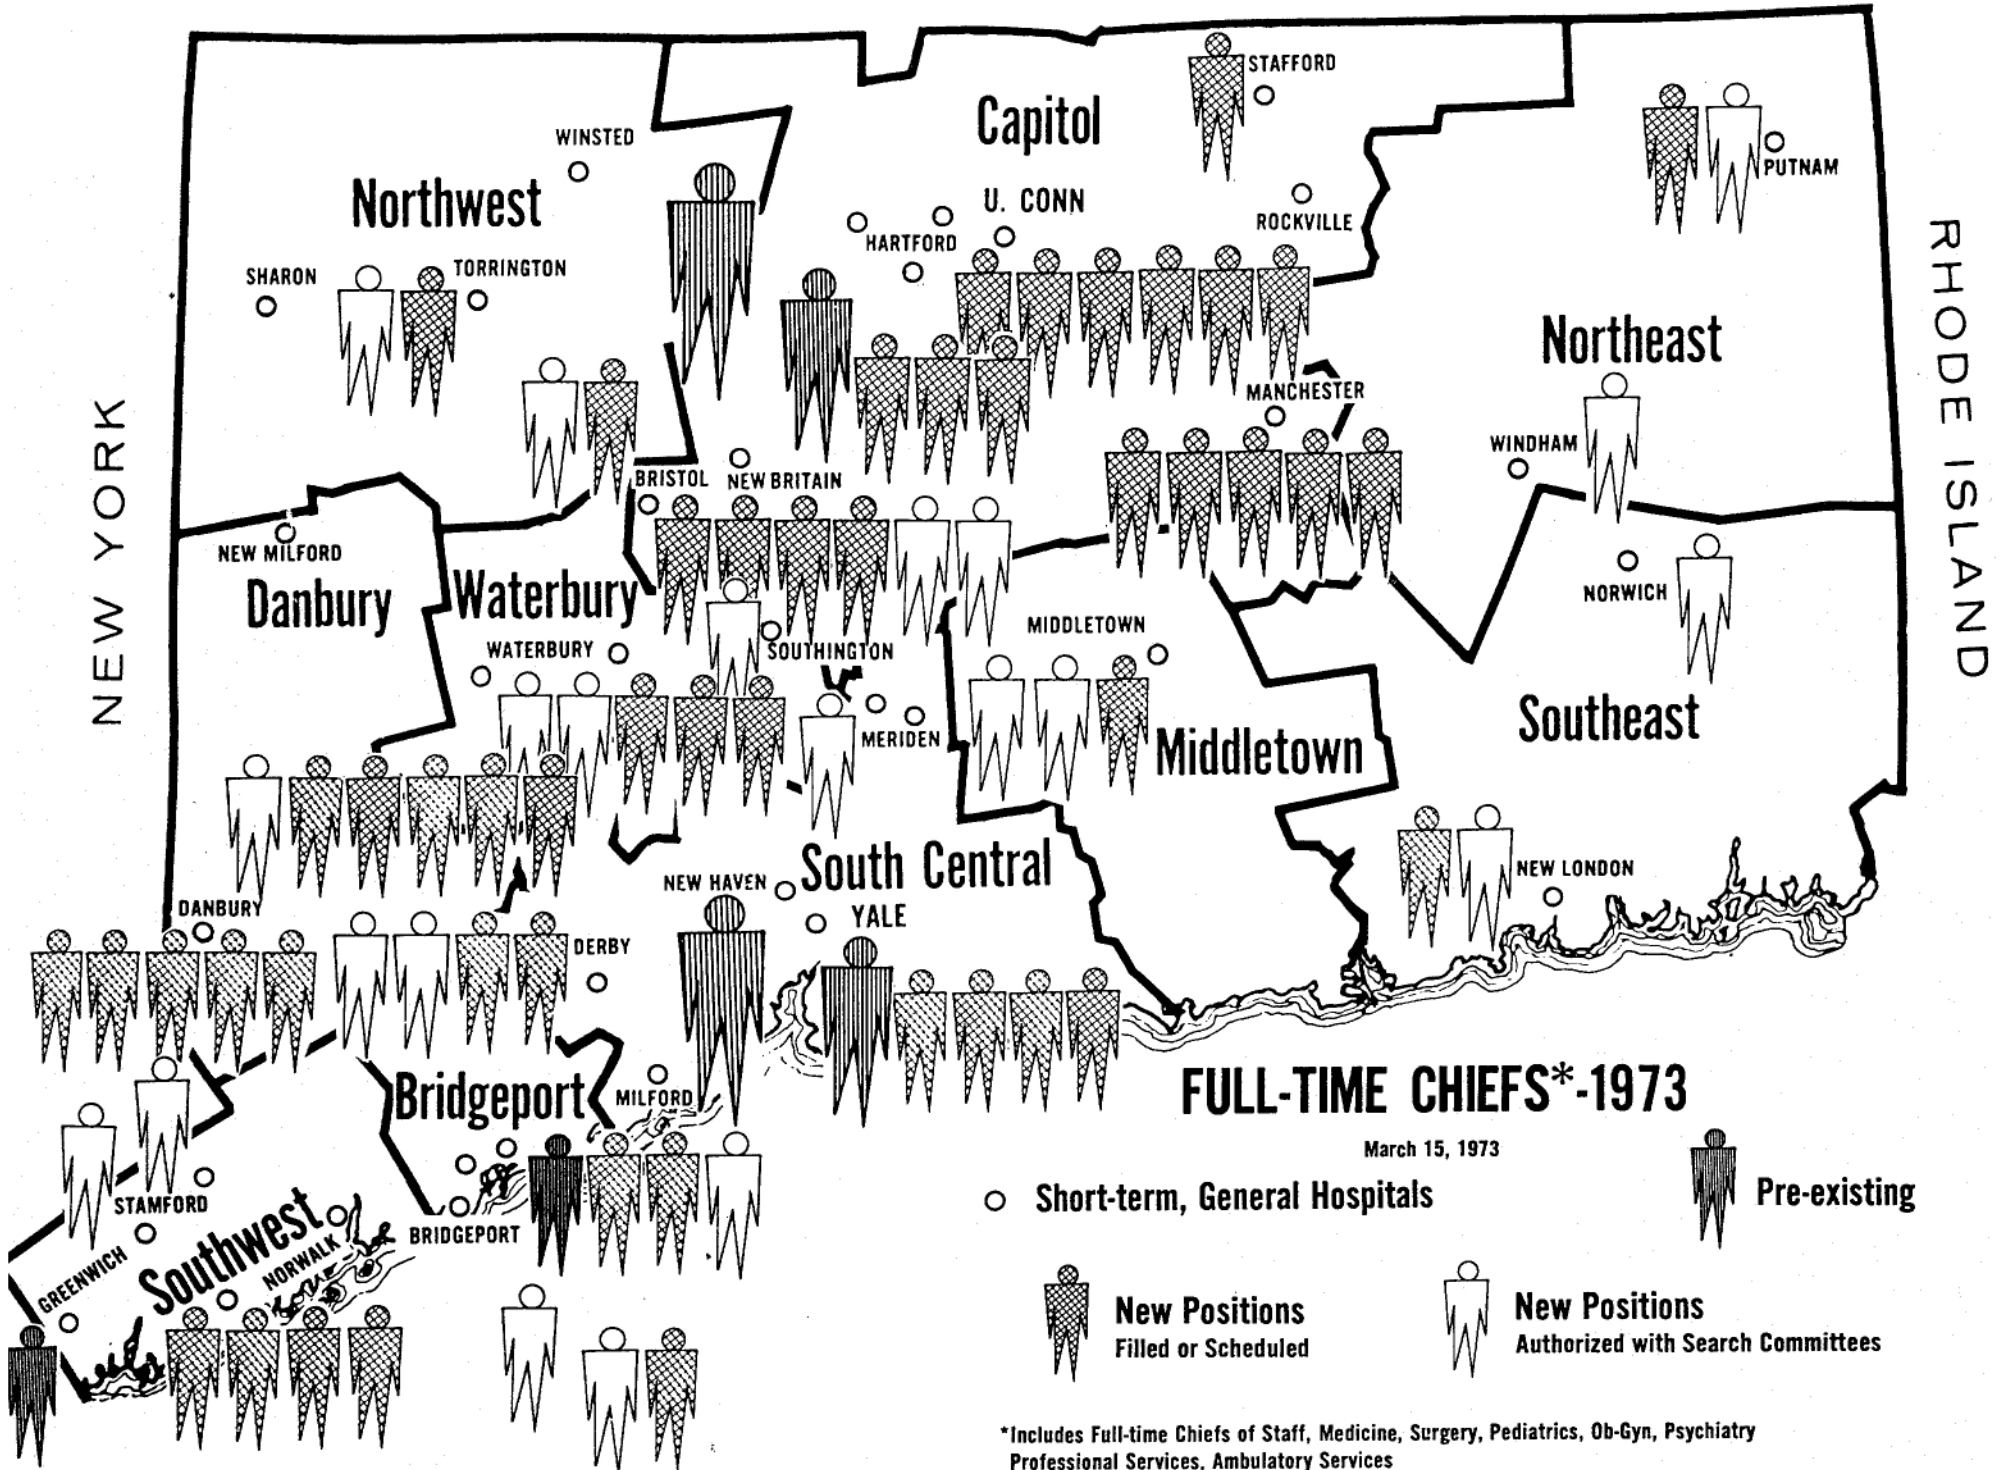 STAFFORD
Capitol
WINSTED
PUTNAM
Northwest
U. CONN
HARTFORD
ROCKVILLE
SHARON
TORRINGTON
RHODE ISLAND
Northeast
MANCHESTER
NEW YORK
WINDHAM
BRISTOL
NEW BRITAIN
NEW MILFORD
Danbury
Waterbury
NORWICH
MIDDLETOWN
WATERBURY
SOUTHINGTON
Southeast
MERIDEN
Middletown
South Central
NEW HAVEN
NEW LONDON
DANBURY
YALE
DERBY
Bridgeport
MILFORD
FULL-TIME CHIEFS*-1973
March 15, 1973
STAMFORD
Short-term, General Hospitals
Pre-existing
Southwest
NORWALK
BRIDGEPORT
GREENWICH
New Positions
Filled or Scheduled
New Positions
Authorized with Search Committees
*Includes Full-time Chiefs of Staff, Medicine, Surgery, Pediatrics, Ob-Gyn, Psychiatry
Professional Services, Ambulatory Services